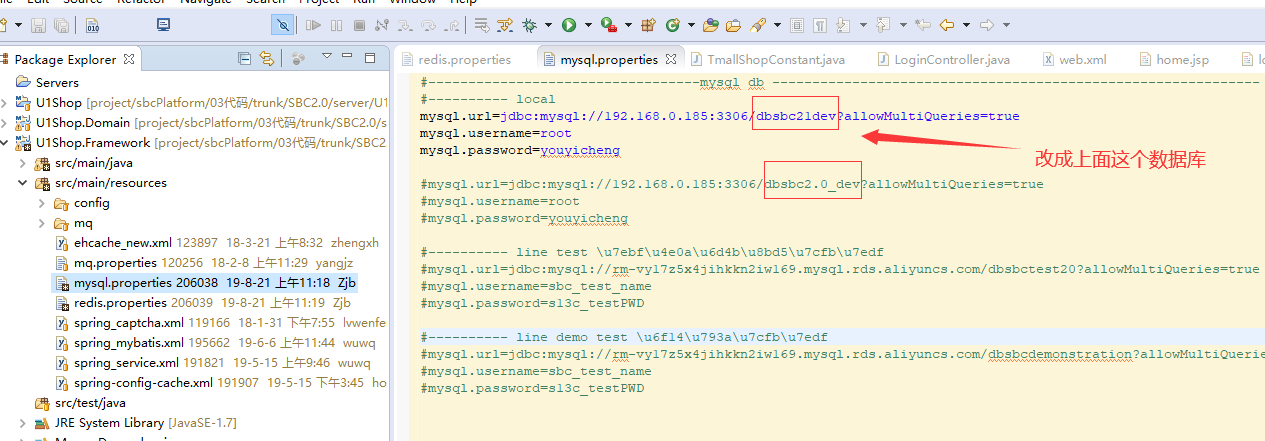 File Edit Source Refactor Navigate Search Project Run Window Help
Package Explorer
redis.properties
mysql.properties
TmallShopConstant.java
LoginController.java
web.xml
home.jsp
Servers
U1Shop [project/sbcPlatform/03代码/trunk/SBC2.0/server/U1
U1Shop.Domain [project/sbcPlatform/03代码/trunk/SBC2.0/s
U1Shop.Framework [project/sbcPlatform/03代码/trunk/SBC2
src/main/java
src/main/resources
config
mq
ehcache_new.xml 123897 18-3-21 上午8:32 zhengxh
mq.properties 120256 18-2-8 上午11:29 yangjz
mysql.properties 206038 19-8-21 上午11:18 Zjb
redis.properties 206039 19-8-21 上午11:19 Zjb
spring_captcha.xml 119166 18-1-31 下午7:55 lvwenfe
spring_mybatis.xml 195662 19-6-6 上午11:44 wuwq
spring_service.xml 191821 19-5-15 上午9:46 wuwq
spring-config-cache.xml 191907 19-5-15 下午3:45 ho
src/test/java
JRE System Library [JavaSE-1.7]
#--------------------------------mysql db --------------------------------
#---------- local
mysql.url=jdbc:mysql://192.168.0.185:3306/dbsbc21dev?allowMultiQueries=true
mysql.username=root
mysql.password=youyicheng
改成上面这个数据库
#mysql.url=jdbc:mysql://192.168.0.185:3306/dbsbc2.0_dev?allowMultiQueries=true
#mysql.username=root
#mysql.password=youyicheng
#---------- line test \u7ebf\u4e0a\u6d4b\u8bd5\u7cfb\u7edf
#mysql.url=jdbc:mysql://rm-vy17z5x4jihkkn2iw169.mysql.rds.aliyuncs.com/dbsbctest20?allowMultiQueries=true
#mysql.username=sbc_test_name
#mysql.password=sl3c_testPWD
#---------- line demo test \u6f14\u793a\u7cfb\u7edf
#mysql.url=jdbc:mysql://rm-vy17z5x4jihkkn2iw169.mysql.rds.aliyuncs.com/dbsbcdemonstration?allowMultiQuerie
#mysql.username=sbc_test_name
#mysql.password=sl3c_testPWD